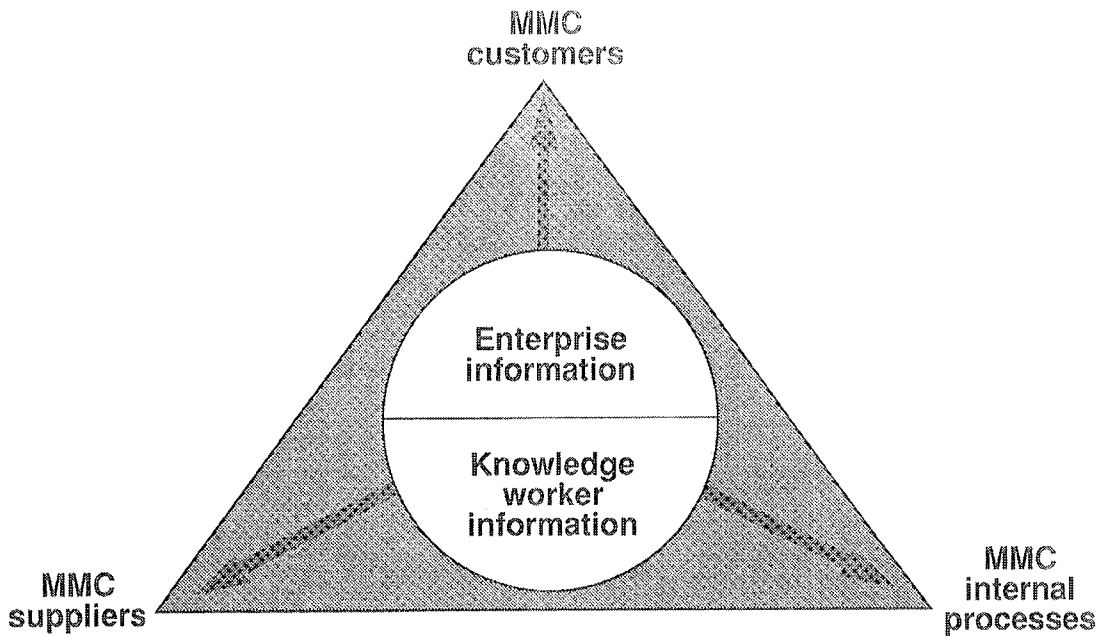 MMC
customers
Enterprise
information
Knowledge
worker
information
MMC
suppliers
MMC
internal
processes